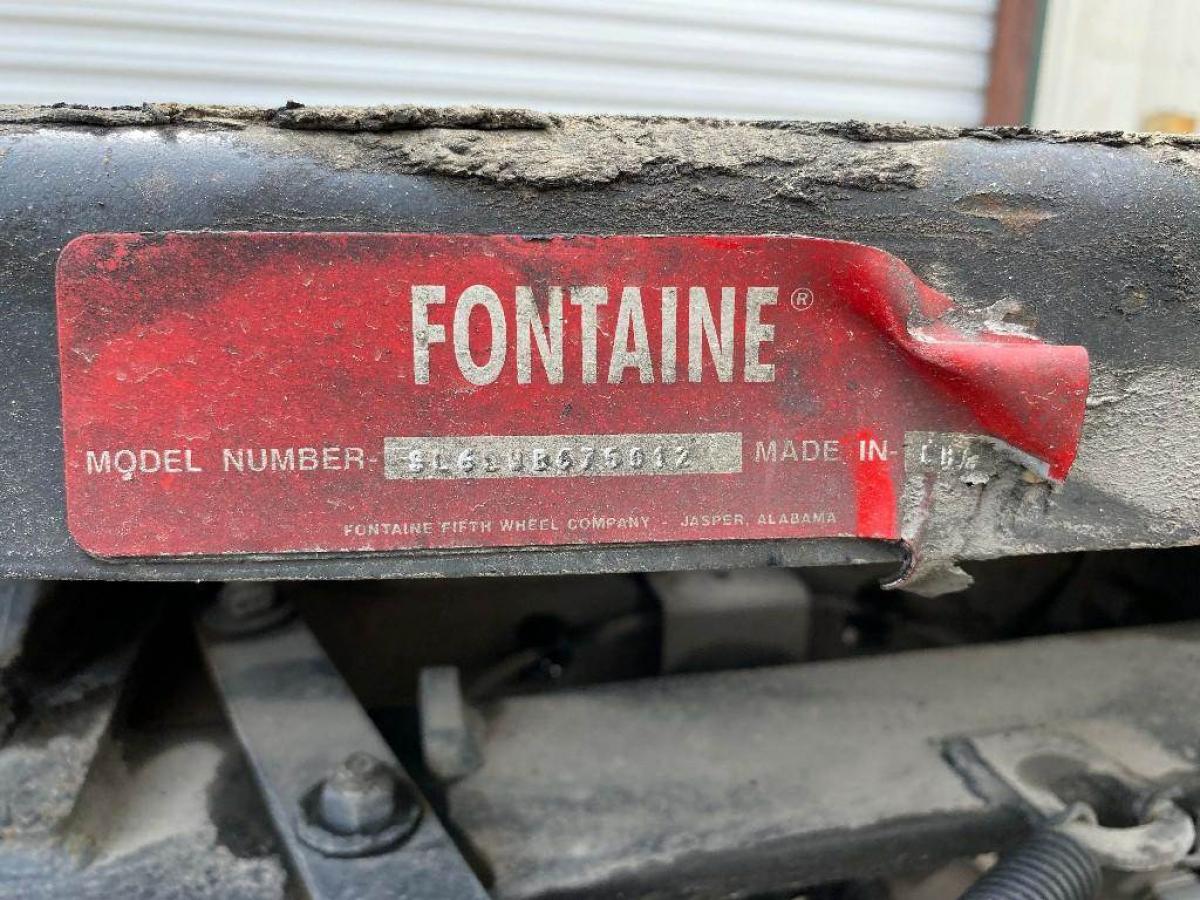 FONTAINE®
MODEL NUMBER- MADE IN-
FONTAINE FIFTH WHEEL COMPANY - JASPER, ALABAMA